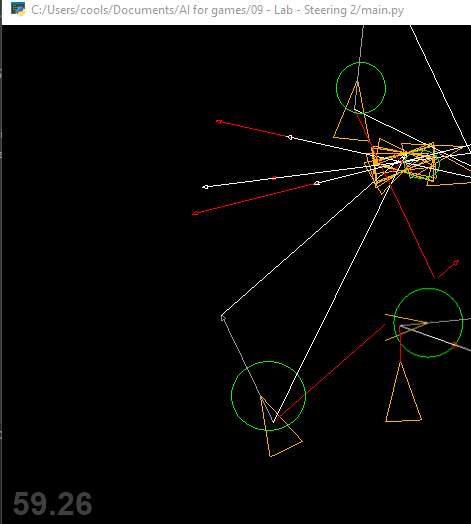 C:/Users/cools/Documents/AI for games/09 - Lab - Steering 2/main.py
59.26